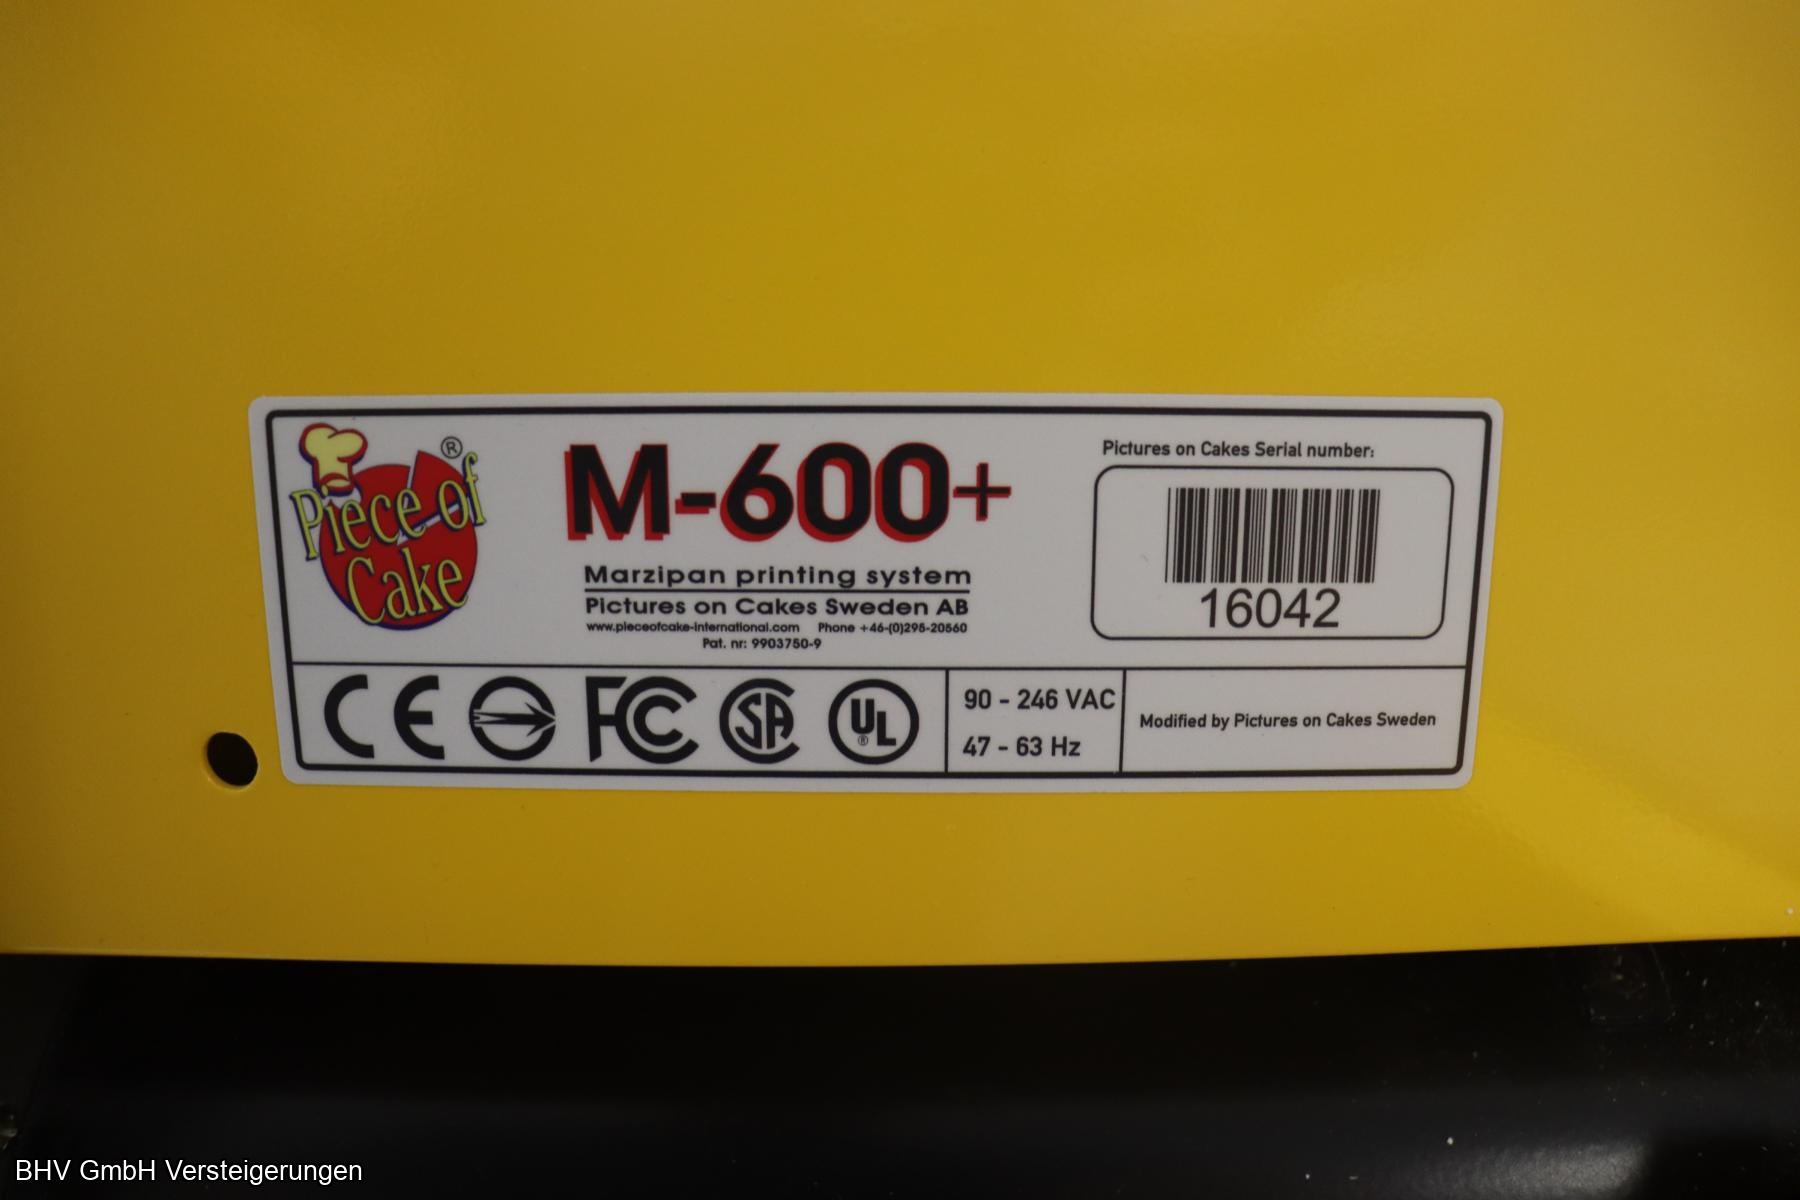 Piece of
Cake
®
M-600+
Marzipan printing system
Pictures on Cakes Sweden AB
www.pieceofcake-international.com Phone +46-(0)295-20560
Pat. nr: 9903750-9
Pictures on Cakes Serial number:
16042
CE FC SA UL ®
90 - 246 VAC
47 - 63 Hz
Modified by Pictures on Cakes Sweden
BHV GmbH Versteigerungen